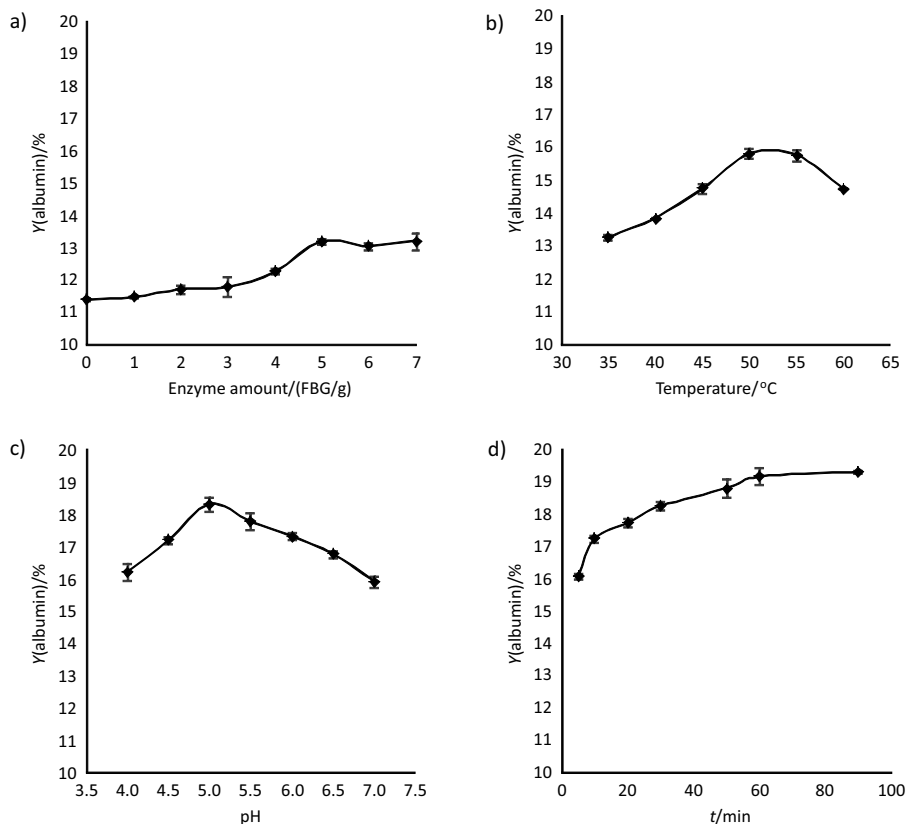 a)
20
19
18
17
16
15
14
13
12
11
10
Y(albumin)/%
0 1 2 3 4 5 6 7
Enzyme amount/(FBG/g)
b)
20
19
18
17
16
15
14
13
12
11
10
Y(albumin)/%
30 35 40 45 50 55 60 65
Temperature/°C
c)
20
19
18
17
16
15
14
13
12
11
10
Y(albumin)/%
3.5 4.0 4.5 5.0 5.5 6.0 6.5 7.0 7.5
pH
d)
20
19
18
17
16
15
14
13
12
11
10
Y(albumin)/%
0 20 40 60 80 100
t/min